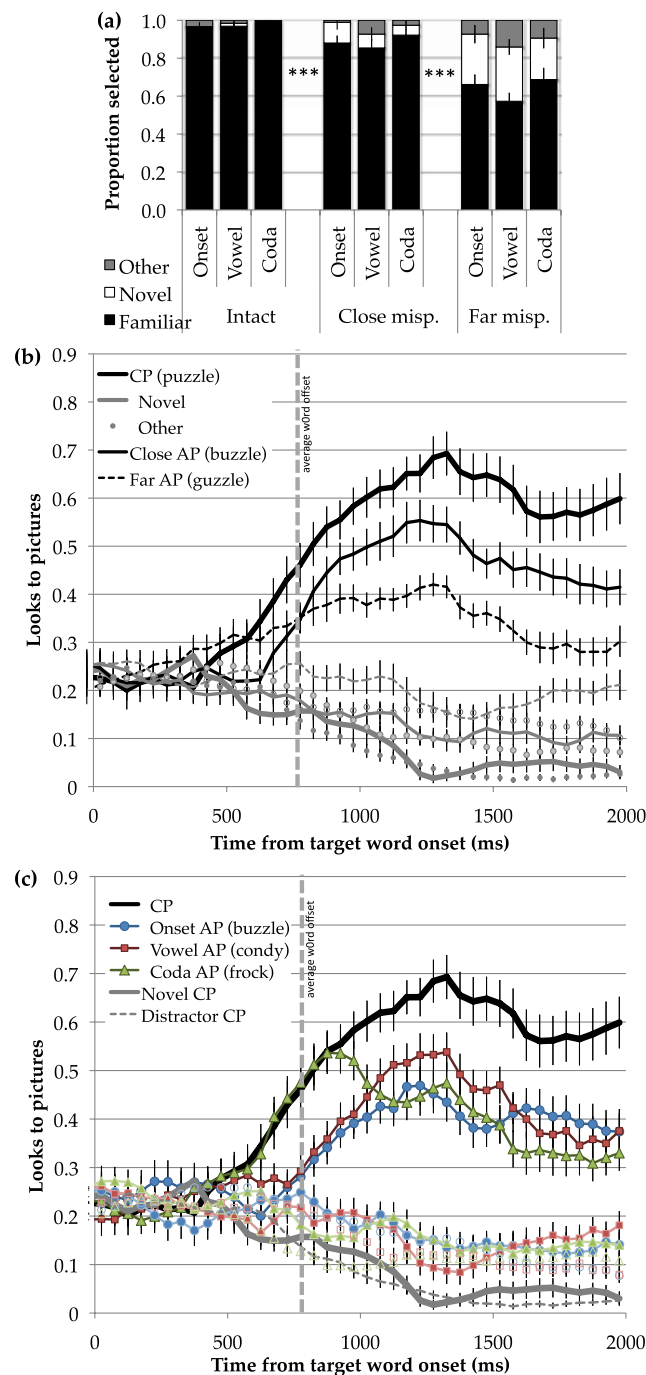 (a)
Proportion selected
1.0
0.8
0.6
0.4
0.2
0.0
***
***
Onset
Vowel
Coda
Onset
Vowel
Coda
Onset
Vowel
Coda
Other
Novel
Familiar
Intact
Close misp.
Far misp.
(b)
Looks to pictures
0.9
0.8
0.7
0.6
0.5
0.4
0.3
0.2
0.1
0
CP (puzzle)
Novel
Other
Close AP (buzzle)
Far AP (guzzle)
average w0rd offset
0
500
1000
1500
2000
Time from target word onset (ms)
(c)
Looks to pictures
0.9
0.8
0.7
0.6
0.5
0.4
0.3
0.2
0.1
0
CP
Onset AP (buzzle)
Vowel AP (condy)
Coda AP (frock)
Novel CP
Distractor CP
average w0rd offset
0
500
1000
1500
2000
Time from target word onset (ms)